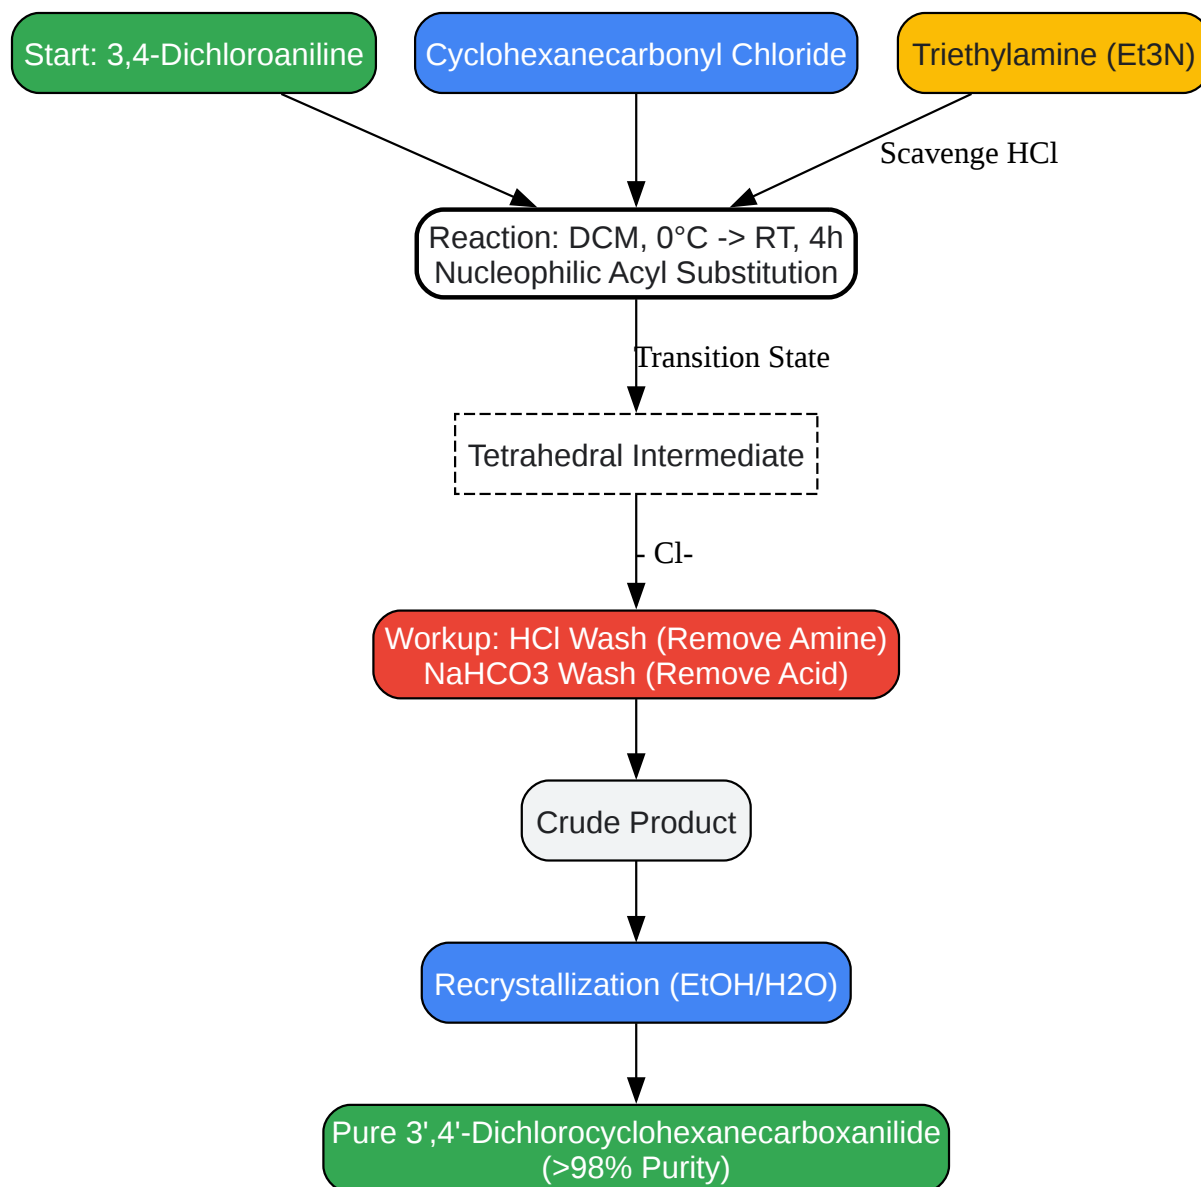 Start: 3,4-Dichloroaniline
Cyclohexanecarbonyl Chloride
Triethylamine (Et3N)
Scavenge HCl
Reaction: DCM, 0°C -> RT, 4h
Nucleophilic Acyl Substitution
Transition State
Tetrahedral Intermediate
- Cl-
Workup: HCl Wash (Remove Amine)
NaHCO3 Wash (Remove Acid)
Crude Product
Recrystallization (EtOH/H2O)
Pure 3',4'-Dichlorocyclohexanecarboxanilide
(>98% Purity)